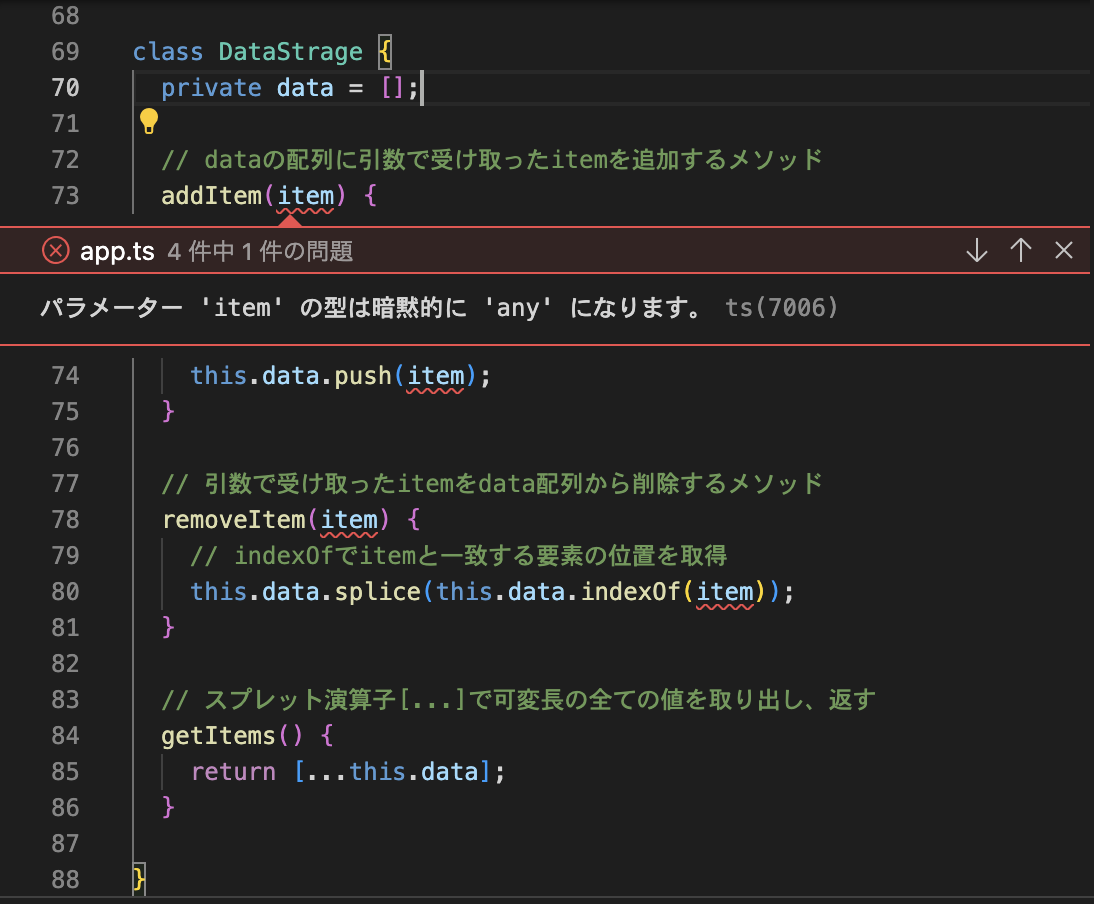 68
69 class DataStrage {
70 private data = [];
71
72 // dataの配列に引数で受け取ったitemを追加するメソッド
73 addItem(item) {
app.ts 4 件中 1 件の問題
パラメーター 'item' の型は暗黙的に 'any' になります。 ts(7006)
74 this.data.push(item);
75 }
76
77 // 引数で受け取ったitemをdata配列から削除するメソッド
78 removeItem(item) {
79 // indexOfでitemと一致する要素の位置を取得
80 this.data.splice(this.data.indexOf(item));
81 }
82
83 // スプレット演算子[...]で可変長の全ての値を取り出し、返す
84 getItems() {
85 return [...this.data];
86 }
87
88 }